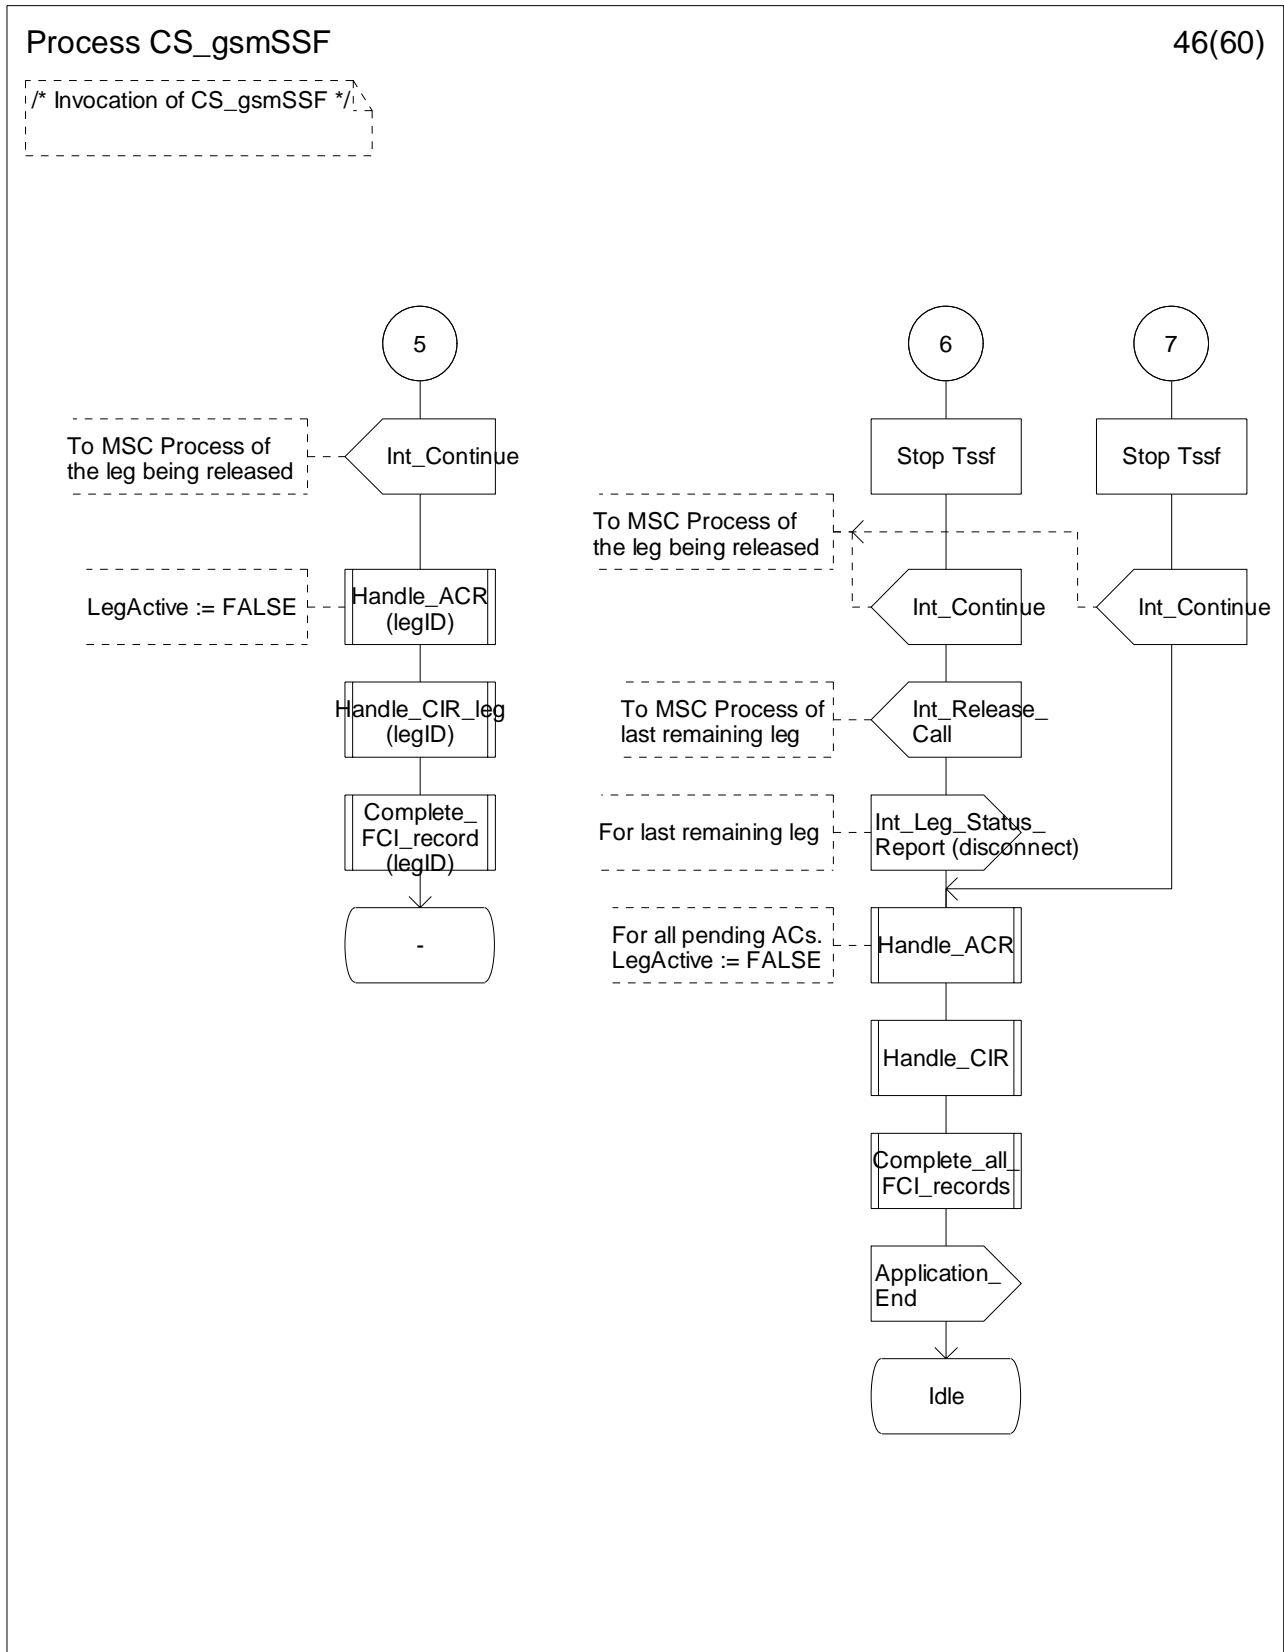 Process CS_gsmSSF
46(60)
/* Invocation of CS_gsmSSF */
5
6
7
To MSC Process of
the leg being released
Int_Continue
Stop Tssf
Stop Tssf
To MSC Process of
the leg being released
LegActive := FALSE
Handle_ACR
(legID)
Int_Continue
Int_Continue
Handle_CIR_leg
(legID)
To MSC Process of
last remaining leg
Int_Release_
Call
Complete_
FCI_record
(legID)
For last remaining leg
Int_Leg_Status_
Report (disconnect)
-
For all pending ACs.
LegActive := FALSE
Handle_ACR
Handle_CIR
Complete_all_
FCI_records
Application_
End
Idle